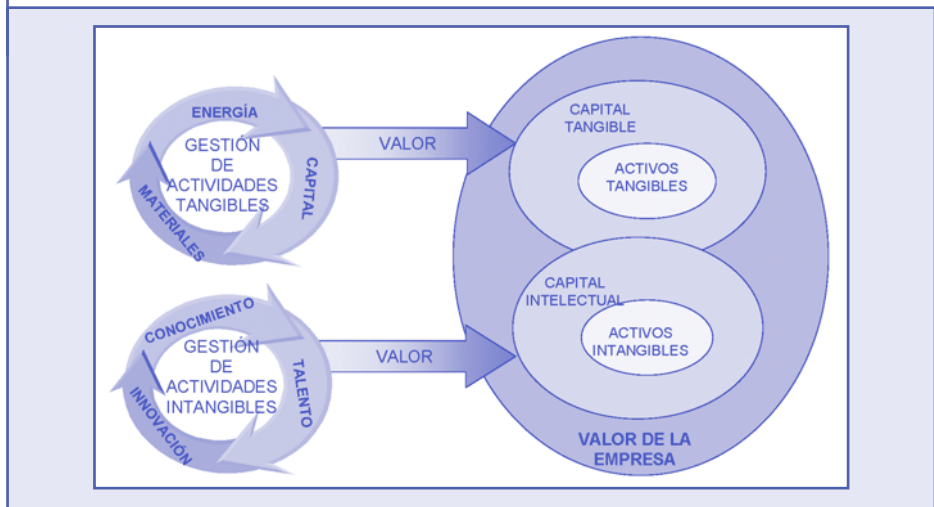 ENERGÍA
CAPITAL
MATERIALES
GESTIÓN
DE
ACTIVIDADES
TANGIBLES
VALOR
CAPITAL
TANGIBLE
ACTIVOS
TANGIBLES
CONOCIMIENTO
TALENTO
INNOVACIÓN
GESTIÓN
DE
ACTIVIDADES
INTANGIBLES
VALOR
CAPITAL
INTELECTUAL
ACTIVOS
INTANGIBLES
VALOR DE LA
EMPRESA